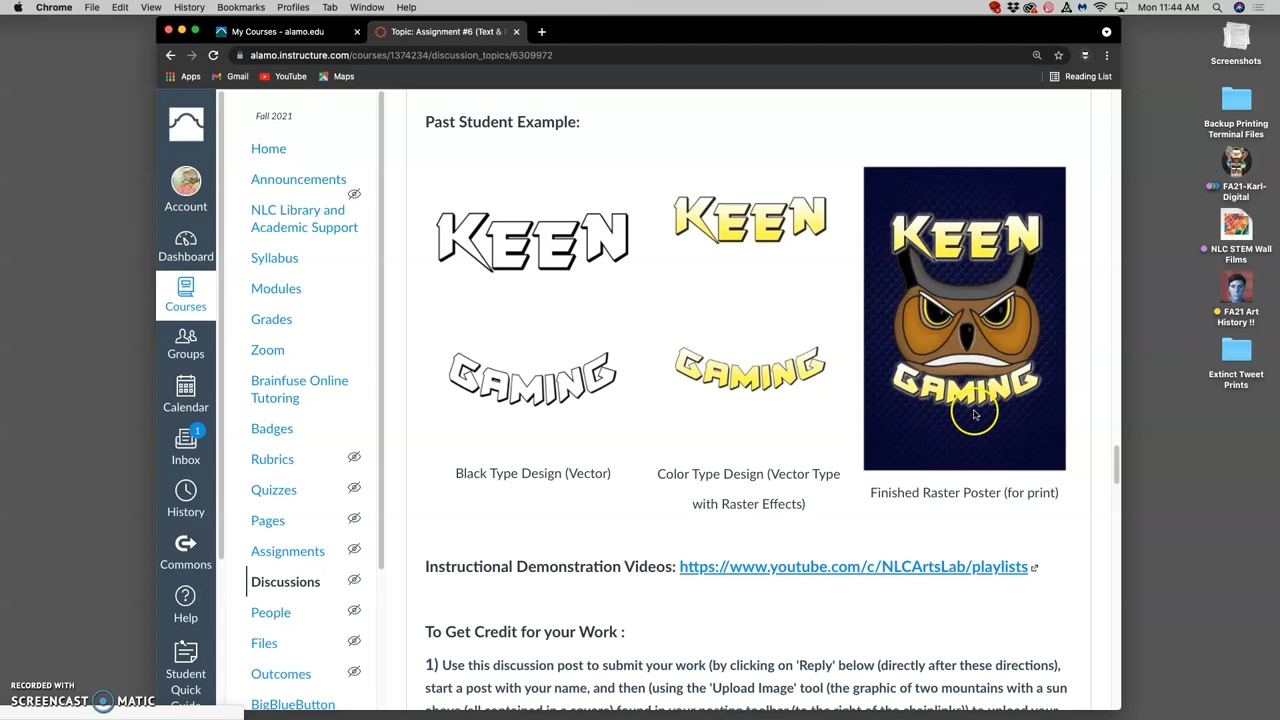 Chrome File Edit View History Bookmarks Profiles Tab Window Help
Mon 11:44 AM
My Courses - alamo.edu
Topic: Assignment #6 (Text &
alamo.instructure.com/courses/1374234/discussion_topics/6309972
Apps Gmail YouTube Maps
Reading List
Fall 2021
Home
Announcements
NLC Library and
Academic Support
Syllabus
Modules
Grades
Zoom
Brainfuse Online
Tutoring
Badges
Rubrics
Quizzes
Pages
Assignments
Discussions
People
Files
Outcomes
BigBlueButton
Account
Dashboard
Courses
Groups
Calendar
1
Inbox
History
Commons
Help
Student
Quick
Past Student Example:
KEEN
GAMING
KEEN
GAMING
KEEN
GAMING
Black Type Design (Vector)
Color Type Design (Vector Type
with Raster Effects)
Finished Raster Poster (for print)
Instructional Demonstration Videos: https://www.youtube.com/c/NLCArtsLab/playlists
To Get Credit for your Work :
1) Use this discussion post to submit your work (by clicking on 'Reply' below (directly after these directions),
start a post with your name, and then (using the 'Upload Image' tool (the graphic of two mountains with a sun
Screenshots
Backup Printing
Terminal Files
FA21-Karl-
Digital
NLC STEM Wall
Films
FA21 Art
History !!
Extinct Tweet
Prints
RECORDED WITH
SCREENCAST MATIC